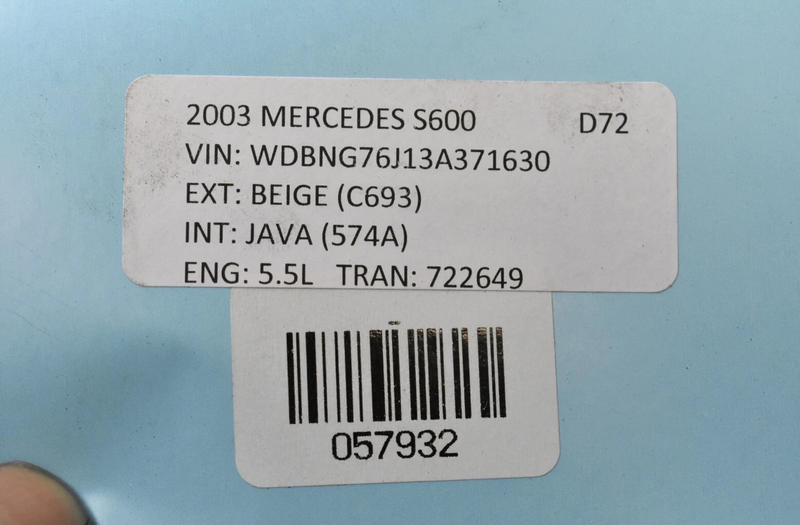 2003 MERCEDES S600 D72
VIN: WDBNG76J13A371630
EXT: BEIGE (C693)
INT: JAVA (574A)
ENG: 5.5L TRAN: 722649
057932